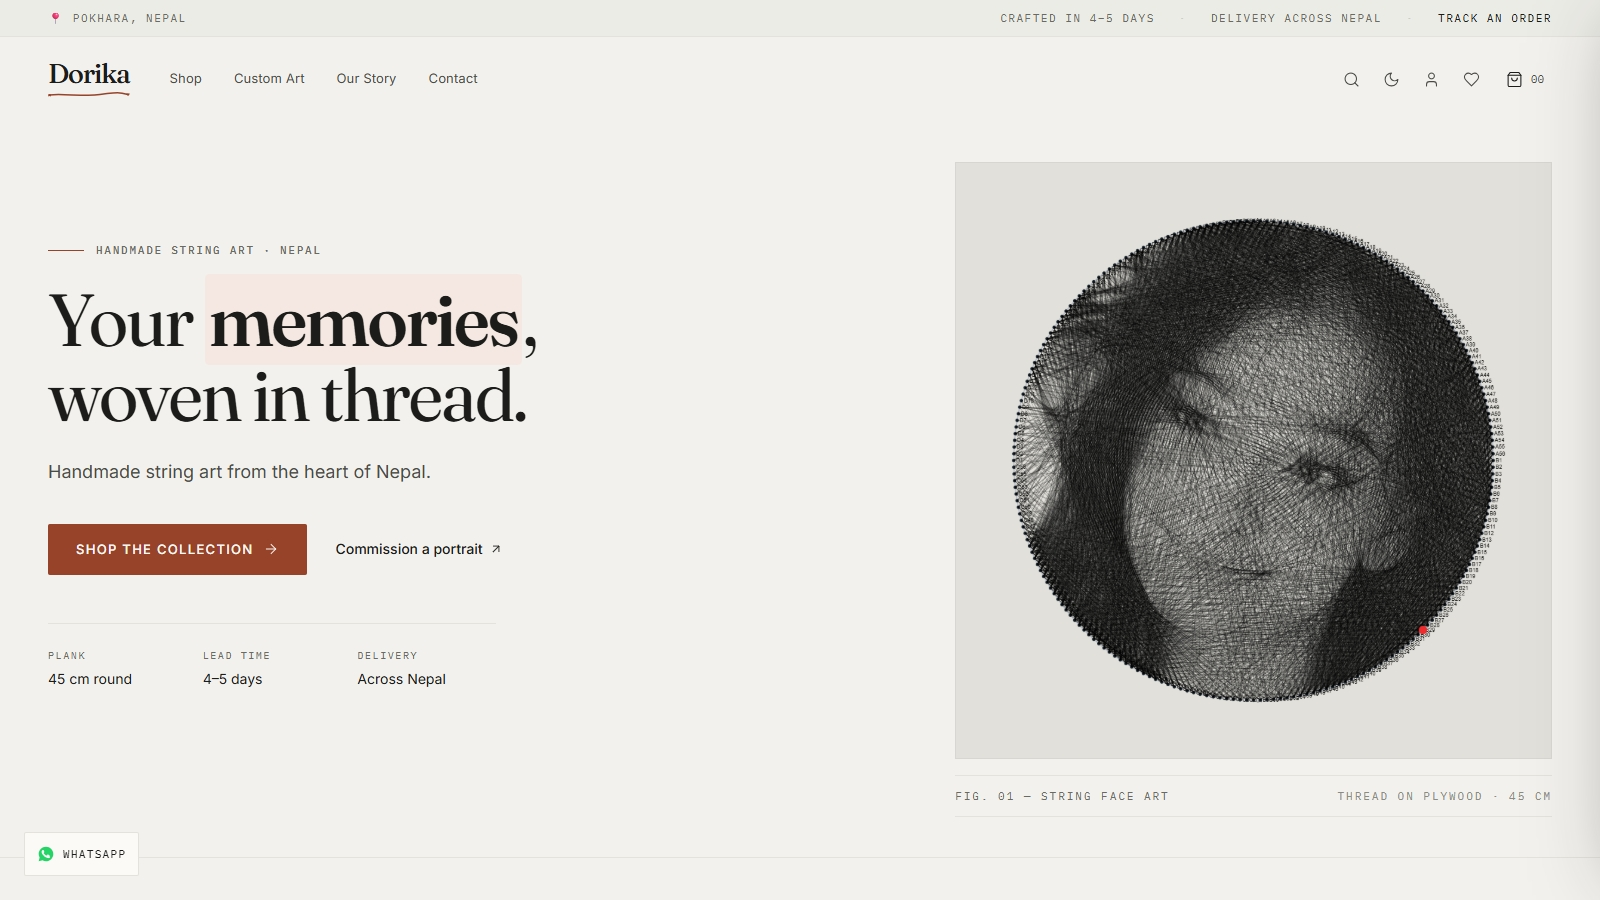 POKHARA, NEPAL
CRAFTED IN 4–5 DAYS · DELIVERY ACROSS NEPAL · TRACK AN ORDER
Dorika
Shop
Custom Art
Our Story
Contact
00
HANDMADE STRING ART · NEPAL
Your memories,
woven in thread.
Handmade string art from the heart of Nepal.
SHOP THE COLLECTION →
Commission a portrait ↗
PLANK
45 cm round
LEAD TIME
4–5 days
DELIVERY
Across Nepal
FIG. 01 — STRING FACE ART
THREAD ON PLYWOOD · 45 CM
WHATSAPP